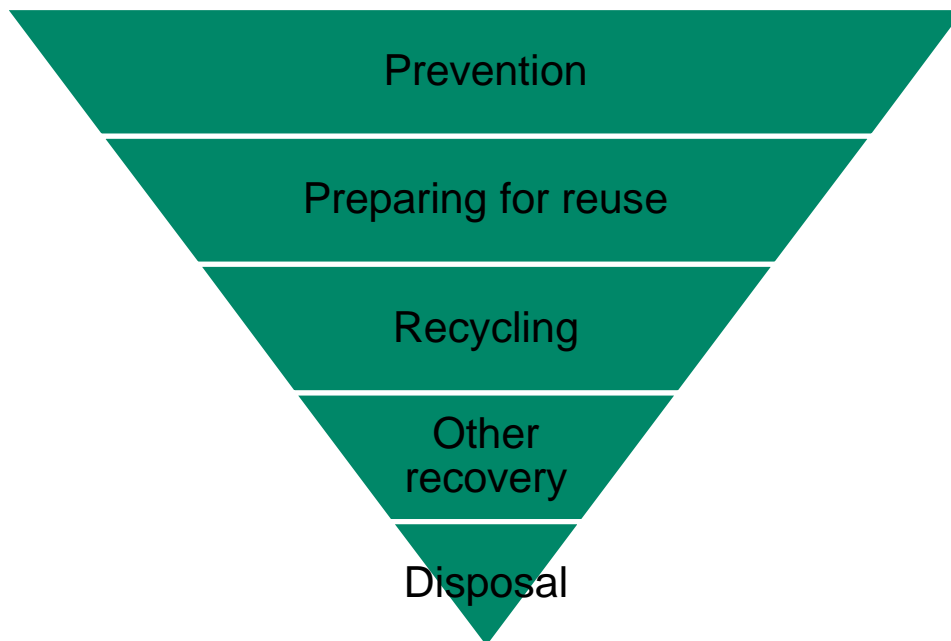 Prevention
Preparing for reuse
Recycling
Other
recovery
Disposal